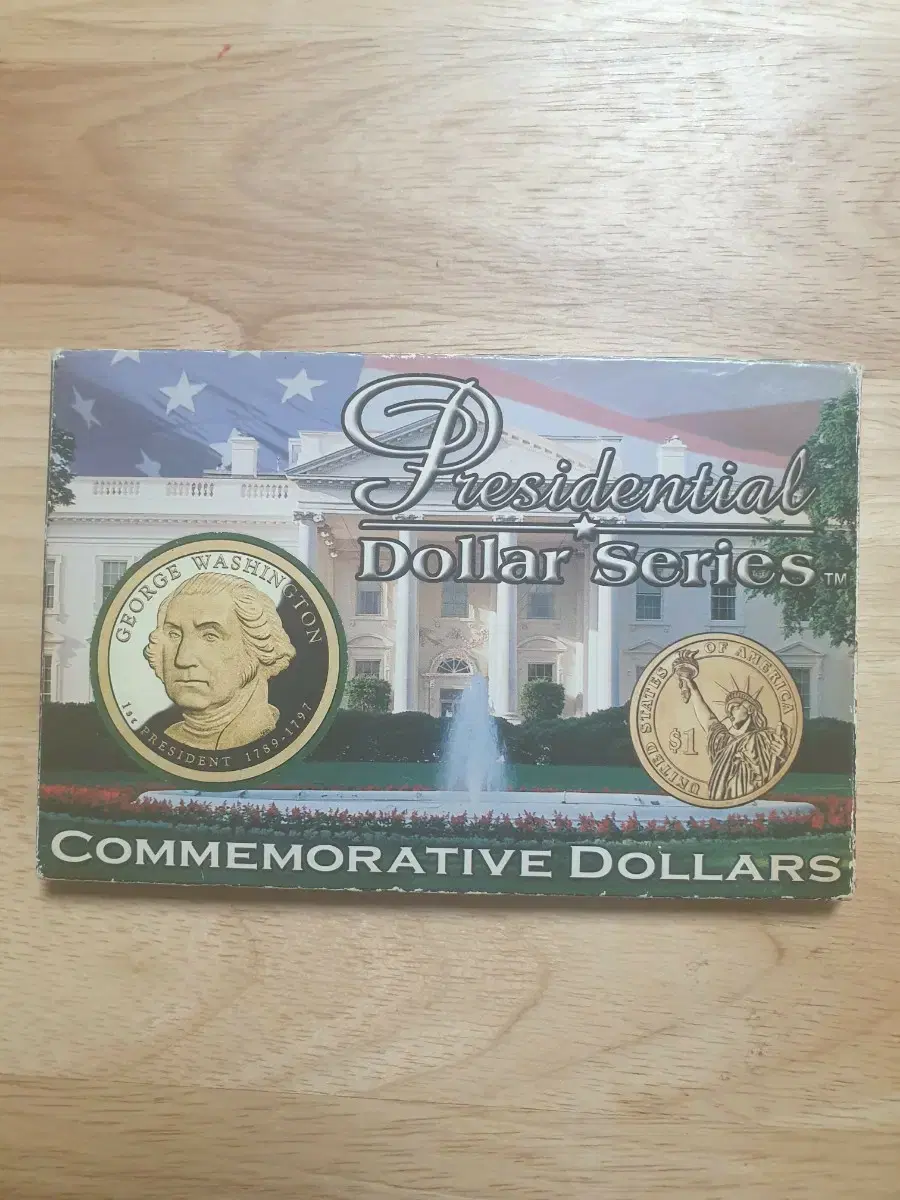 Presidential
Dollar Series™
GEORGE WASHINGTON
1st PRESIDENT 1789-1797
UNITED STATES OF AMERICA
$1
COMMEMORATIVE DOLLARS